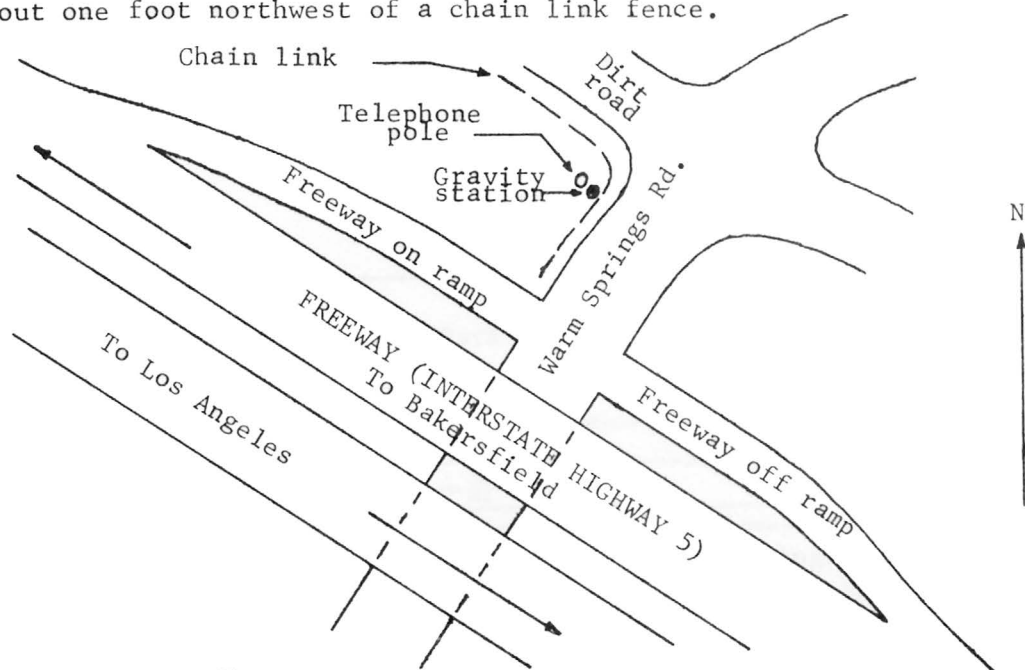 out one foot northwest of a chain link fence.
Chain link
Dirt
road
Telephone
pole
Gravity
station
Warm Springs Rd.
N
Freeway on ramp
FREEWAY (INTERSTATE HIGHWAY 5)
To Bakersfield
To Los Angeles
Freeway off ramp